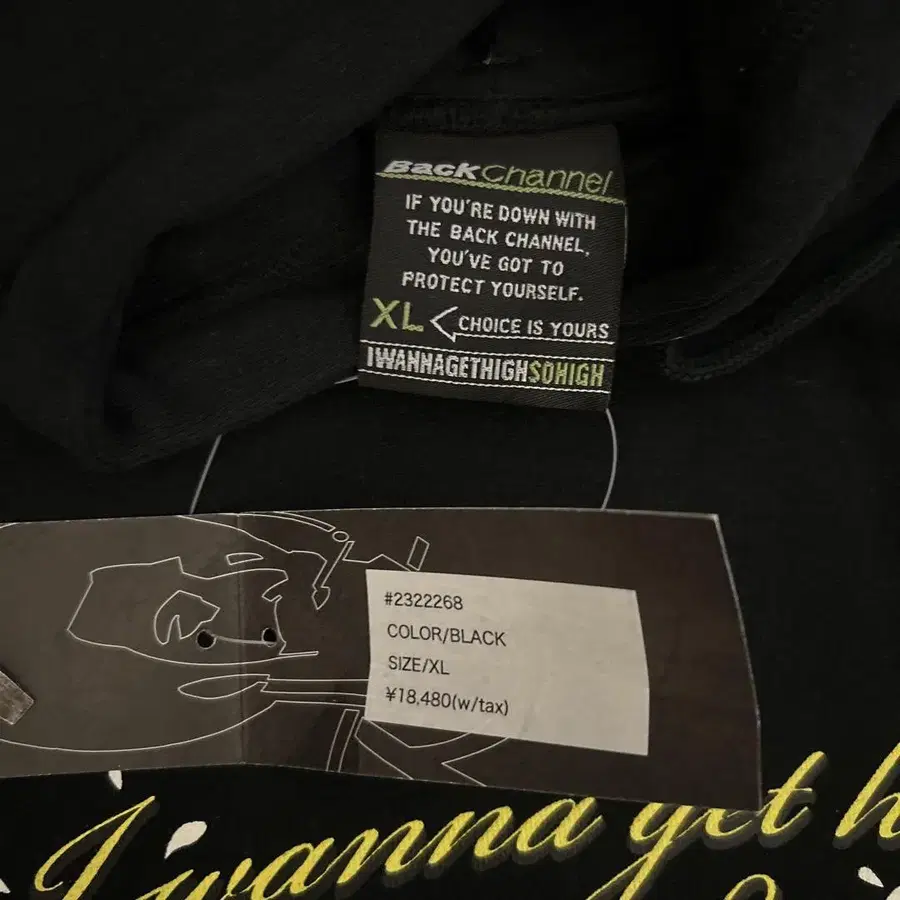 BackChannel
IF YOU'RE DOWN WITH
THE BACK CHANNEL,
YOU'VE GOT TO
PROTECT YOURSELF.
XL CHOICE IS YOURS
IWANNAGETHIGHSOHIGH
#2322268
COLOR/BLACK
SIZE/XL
¥18,480(w/tax)
I wanna get h